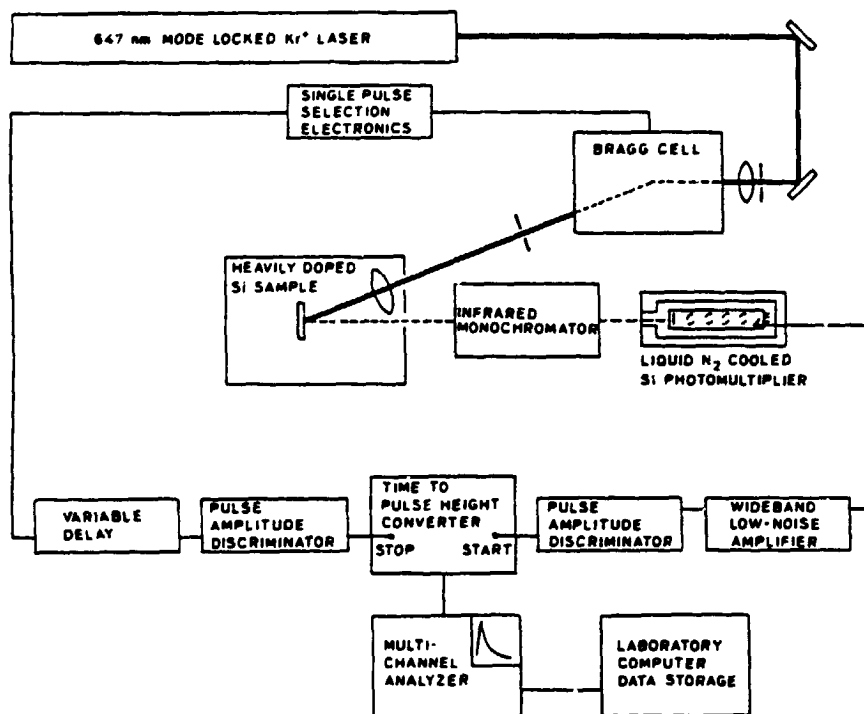 647 nm MODE LOCKED Kr⁺ LASER
SINGLE PULSE
SELECTION
ELECTRONICS
BRAGG CELL
HEAVILY DOPED
Si SAMPLE
INFRARED
MONOCHROMATOR
LIQUID N₂ COOLED
Si PHOTOMULTIPLIER
VARIABLE
DELAY
PULSE
AMPLITUDE
DISCRIMINATOR
TIME TO
PULSE HEIGHT
CONVERTER
STOP
START
PULSE
AMPLITUDE
DISCRIMINATOR
WIDEBAND
LOW-NOISE
AMPLIFIER
MULTI-
CHANNEL
ANALYZER
LABORATORY
COMPUTER
DATA STORAGE